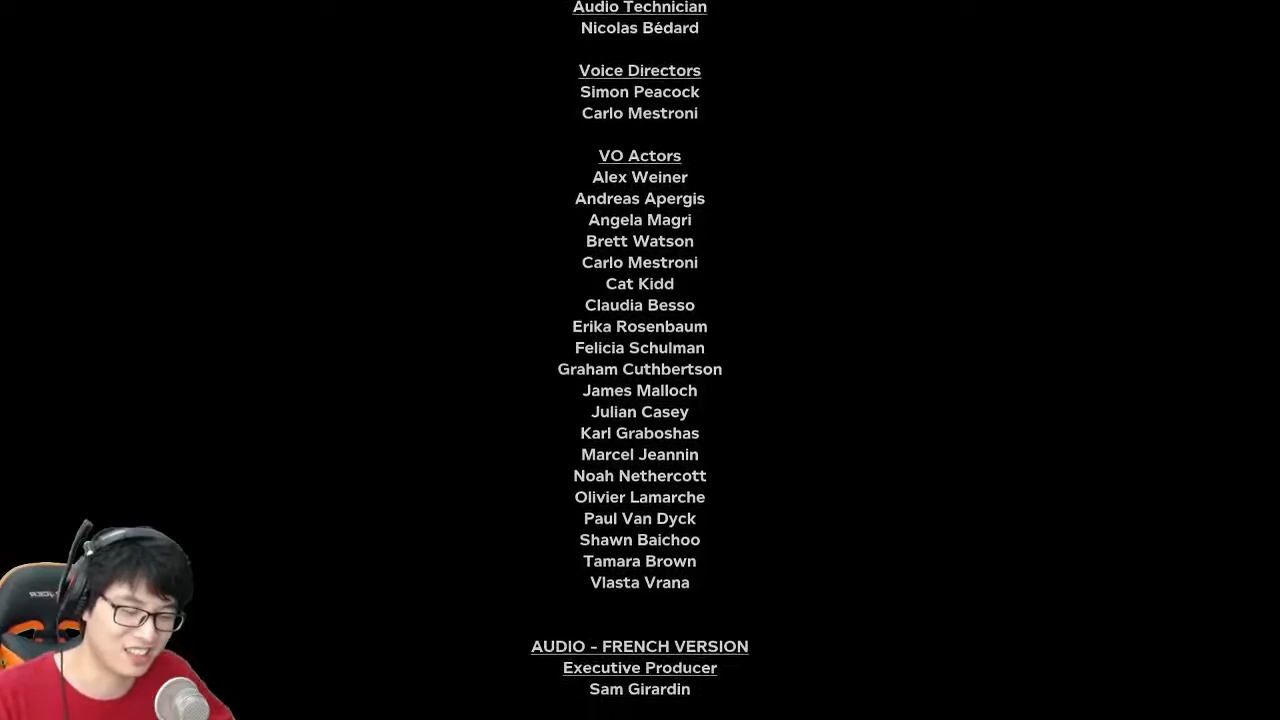 Audio Technician
Nicolas Bédard
Voice Directors
Simon Peacock
Carlo Mestroni
VO Actors
Alex Weiner
Andreas Apergis
Angela Magri
Brett Watson
Carlo Mestroni
Cat Kidd
Claudia Besso
Erika Rosenbaum
Felicia Schulman
Graham Cuthbertson
James Malloch
Julian Casey
Karl Graboshas
Marcel Jeannin
Noah Nethercott
Olivier Lamarche
Paul Van Dyck
Shawn Baichoo
Tamara Brown
Vlasta Vrana
AUDIO - FRENCH VERSION
Executive Producer
Sam Girardin